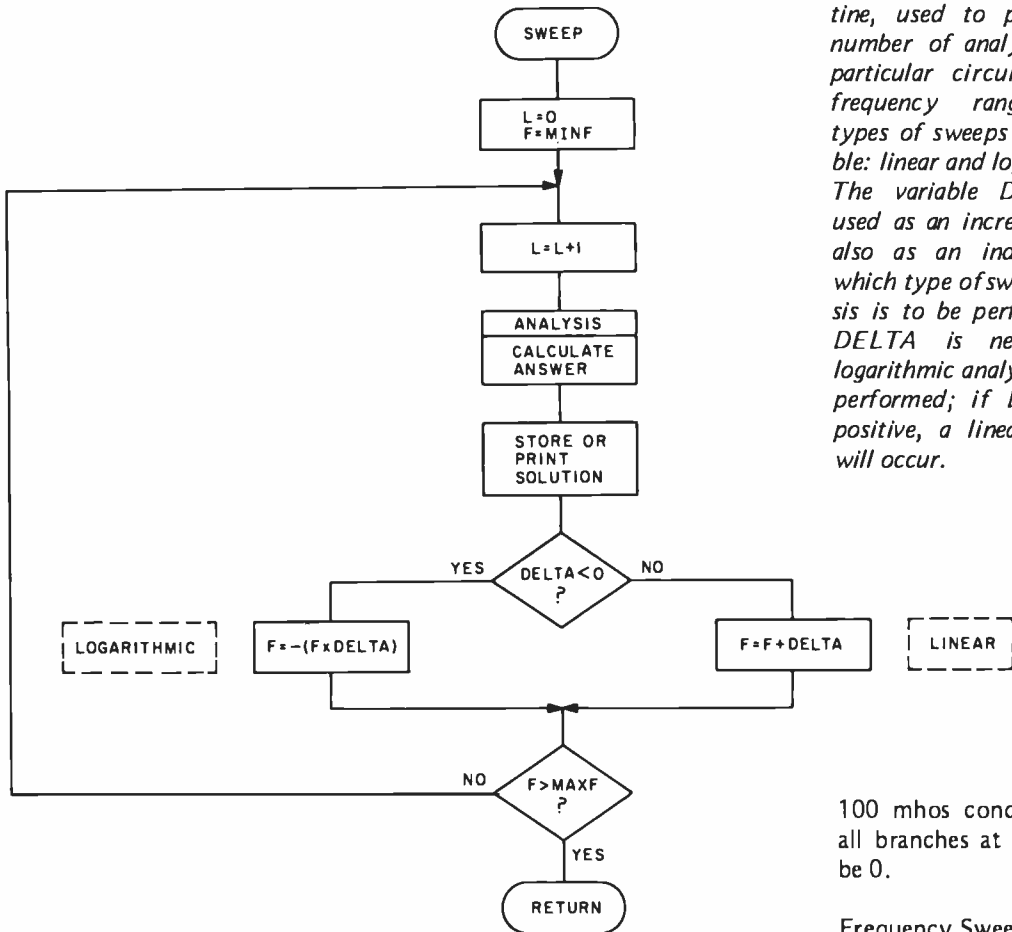 SWEEP
L=0
F=MINF
L=L+1
ANALYSIS
CALCULATE
ANSWER
STORE OR
PRINT
SOLUTION
YES
DELTA<0
?
NO
LOGARITHMIC
F=-(FxDELTA)
F=F+DELTA
LINEAR
NO
F>MAXF
?
YES
RETURN
tine, used to p
number of analy
particular circui
frequency rang
types of sweeps
ble: linear and lo
The variable D
used as an incre
also as an ind
which type of sw
sis is to be perf
DELTA is ne
logarithmic analy
performed; if
positive, a linea
will occur.
100 mhos cond
all branches at
be 0.
Frequency Swee